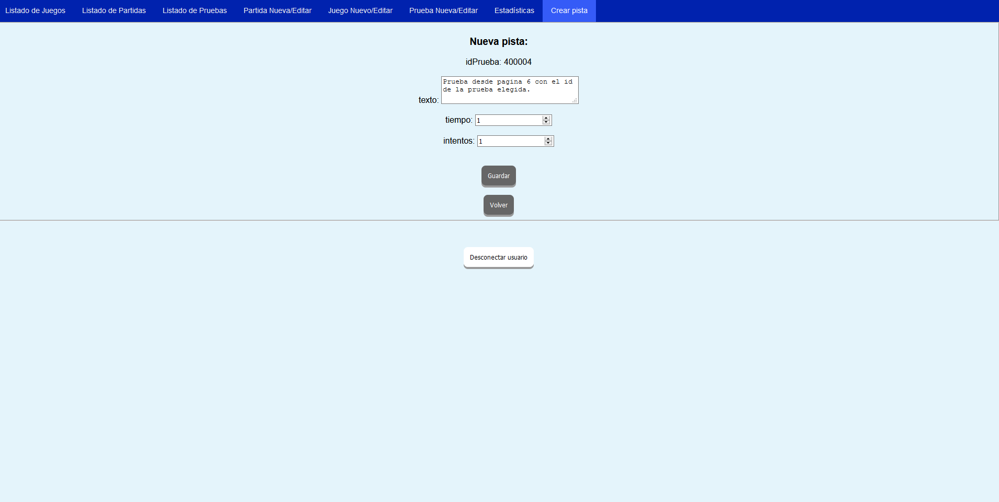 Listado de Juegos Listado de Partidas Listado de Pruebas Partida Nueva/Editar Juego Nuevo/Editar Prueba Nueva/Editar Estadísticas Crear pista
Nueva pista:
idPrueba: 400004
Prueba desde pagina 6 con el id
de la prueba elegida.
texto:
tiempo: 1
intentos: 1
Guardar
Volver
Desconectar usuario